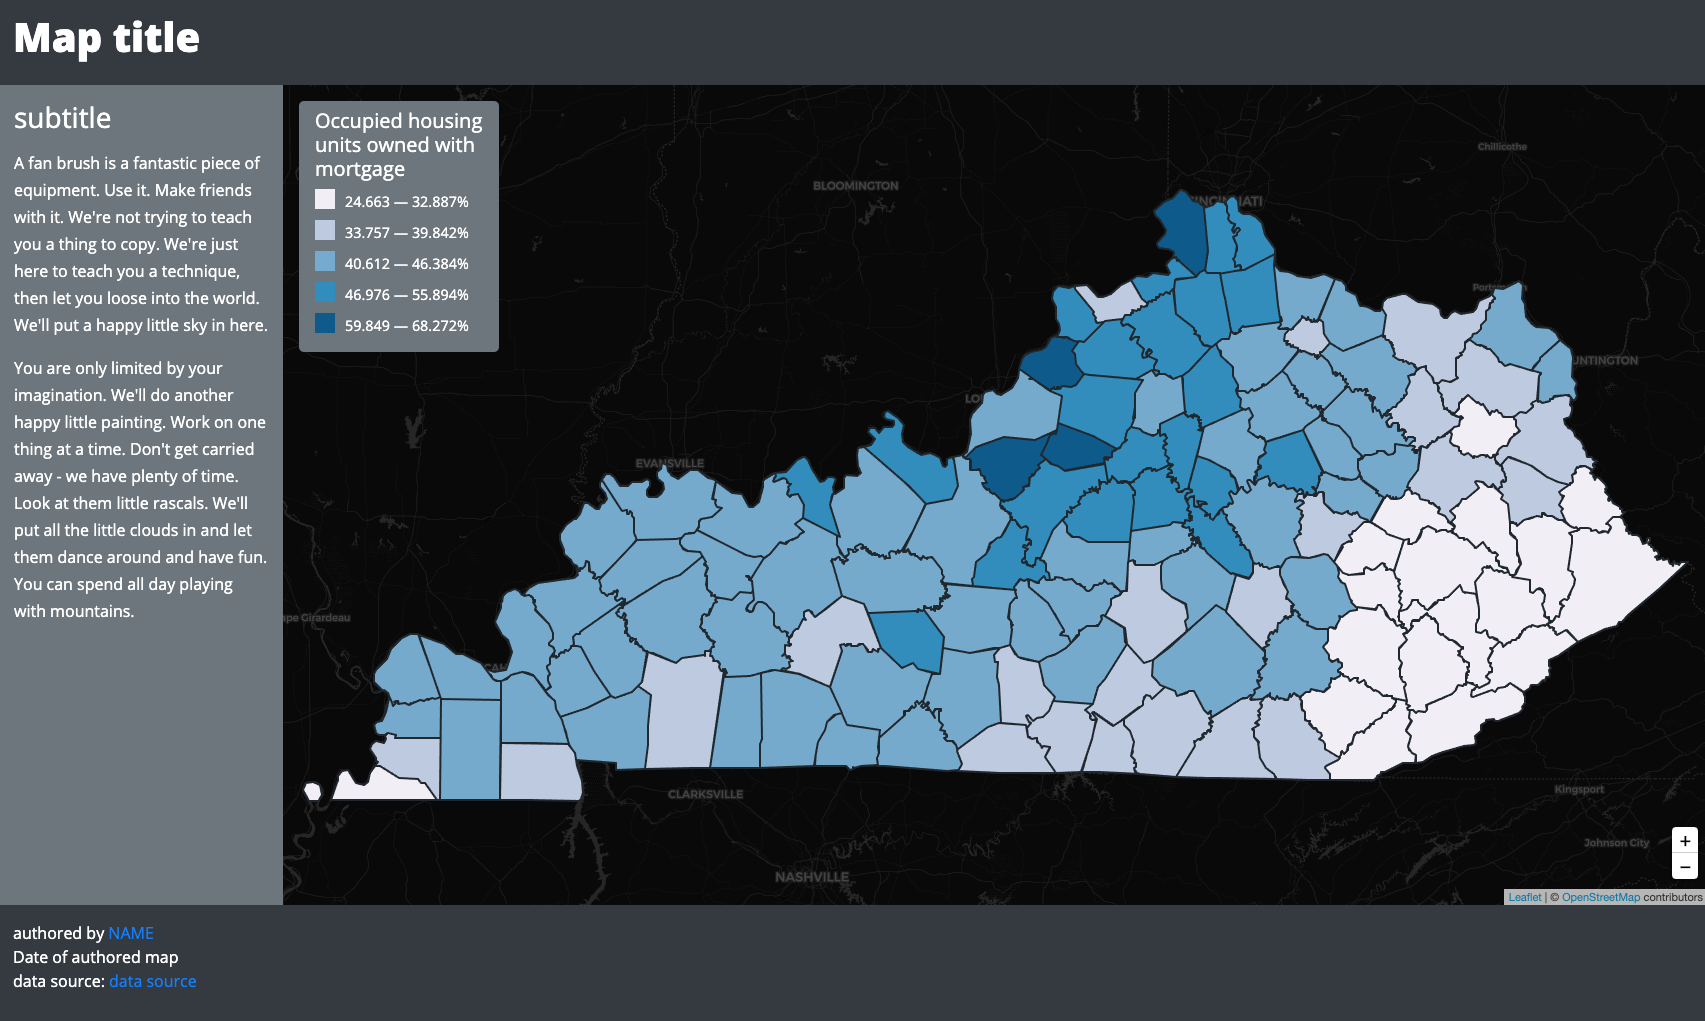 Map title
subtitle
A fan brush is a fantastic piece of
equipment. Use it. Make friends
with it. We're not trying to teach
you a thing to copy. We're just
here to teach you a technique,
then let you loose into the world.
We'll put a happy little sky in here.
You are only limited by your
imagination. We'll do another
happy little painting. Work on one
thing at a time. Don't get carried
away - we have plenty of time.
Look at them little rascals. We'll
put all the little clouds in and let
them dance around and have fun.
You can spend all day playing
with mountains.
Occupied housing
units owned with
mortgage
24.663 — 32.887%
33.757 — 39.842%
40.612 — 46.384%
46.976 — 55.894%
59.849 — 68.272%
Chillicothe
BLOOMINGTON
EVANSVILLE
CLARKSVILLE
Kingsport
Johnson City
NASHVILLE
+
−
Leaflet | © OpenStreetMap contributors
authored by NAME
Date of authored map
data source: data source